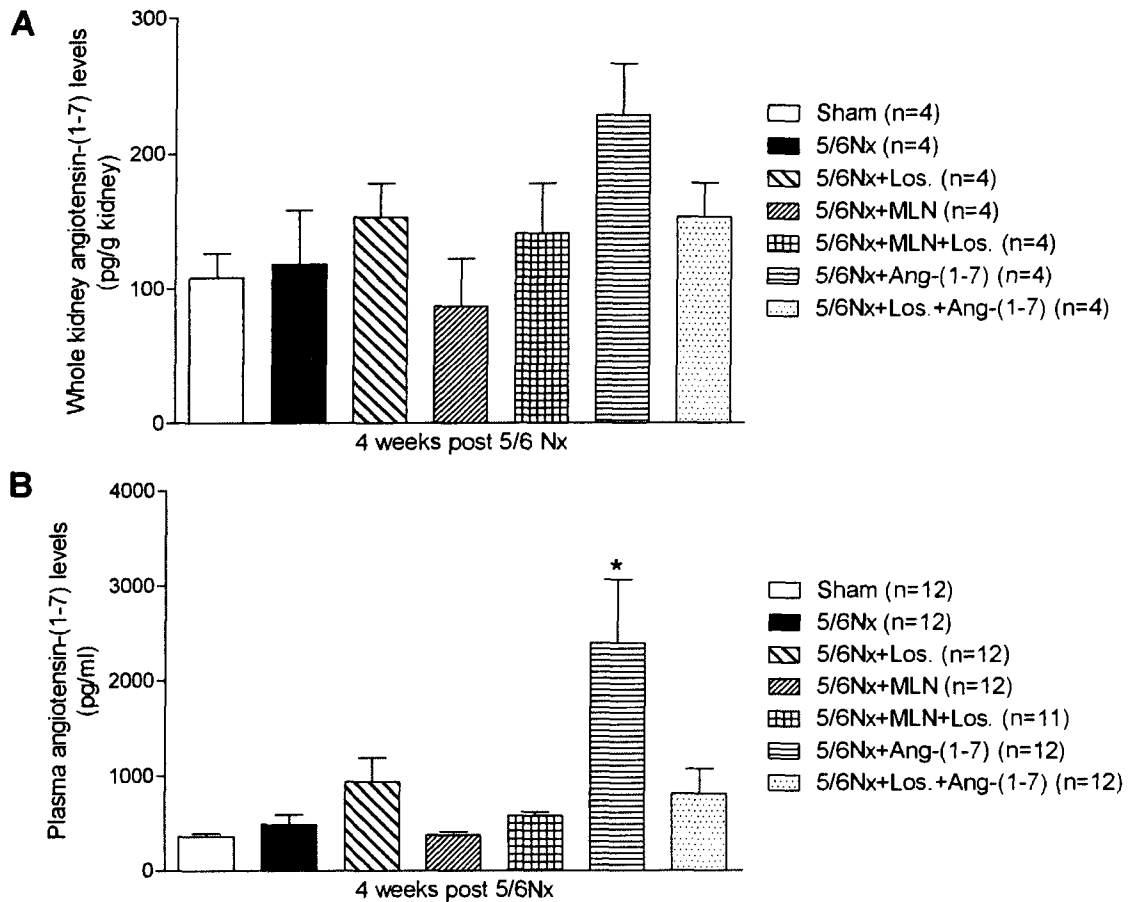 A
Whole kidney angiotensin-(1-7) levels
(pg/g kidney)
300
200
100
0
4 weeks post 5/6 Nx
Sham (n=4)
5/6Nx (n=4)
5/6Nx+Los. (n=4)
5/6Nx+MLN (n=4)
5/6Nx+MLN+Los. (n=4)
5/6Nx+Ang-(1-7) (n=4)
5/6Nx+Los.+Ang-(1-7) (n=4)
B
Plasma angiotensin-(1-7) levels
(pg/ml)
4000
3000
2000
1000
0
*
4 weeks post 5/6Nx
Sham (n=12)
5/6Nx (n=12)
5/6Nx+Los. (n=12)
5/6Nx+MLN (n=12)
5/6Nx+MLN+Los. (n=11)
5/6Nx+Ang-(1-7) (n=12)
5/6Nx+Los.+Ang-(1-7) (n=12)